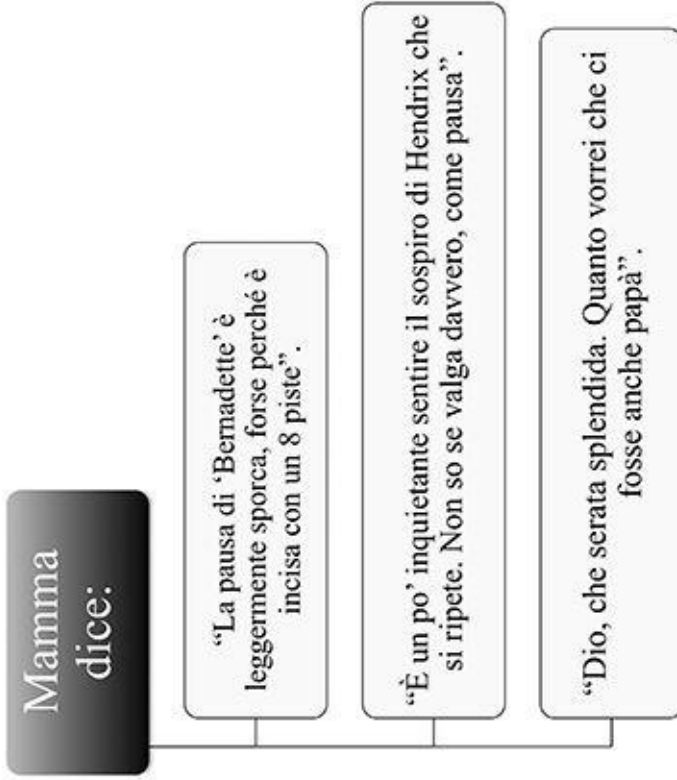 Mamma
dice:
“La pausa di ‘Bernadette’ è
leggermente sporca, forse perché è
incisa con un 8 piste”.
“È un po’ inquietante sentire il sospiro di Hendrix che
si ripete. Non so se valga davvero, come pausa”.
“Dio, che serata splendida. Quanto vorrei che ci
fosse anche papà”.